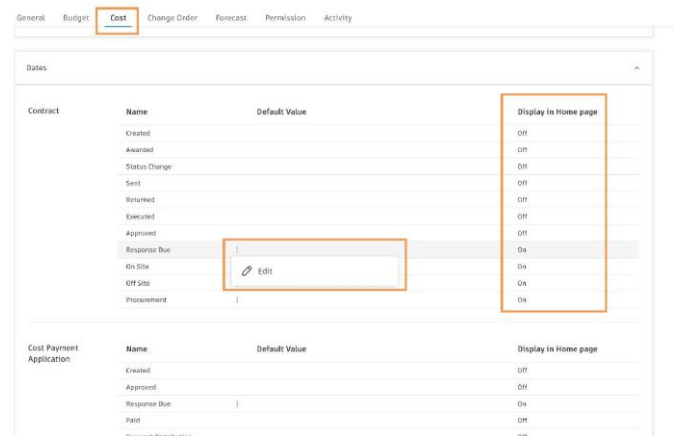 General Budget Cost Change Order Forecast Permission Activity
Dates
Contract Name Default Value Display in Home page
Created Off
Awarded Off
Status Change Off
Sent Off
Returned Off
Executed Off
Approved Off
Response Due On
On Site Edit On
Off Site On
Procurement On
Cost Payment Application Name Default Value Display in Home page
Created Off
Approved Off
Response Due On
Paid Off